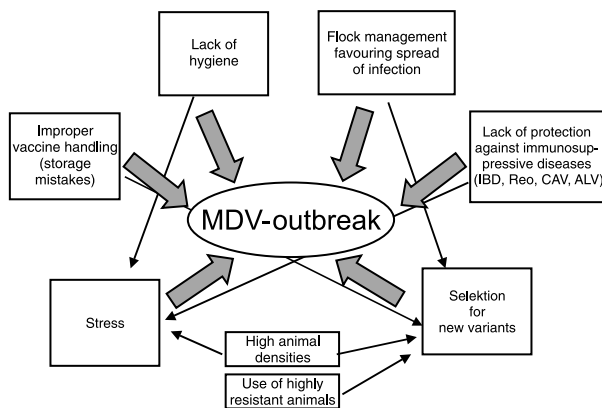 Lack of
hygiene
Flock management
favouring spread
of infection
Improper
vaccine handling
(storage
mistakes)
Lack of protection
against immunosup-
pressive diseases
(IBD, Reo, CAV, ALV)
MDV-outbreak
Stress
Selektion
for
new variants
High animal
densities
Use of highly
resistant animals